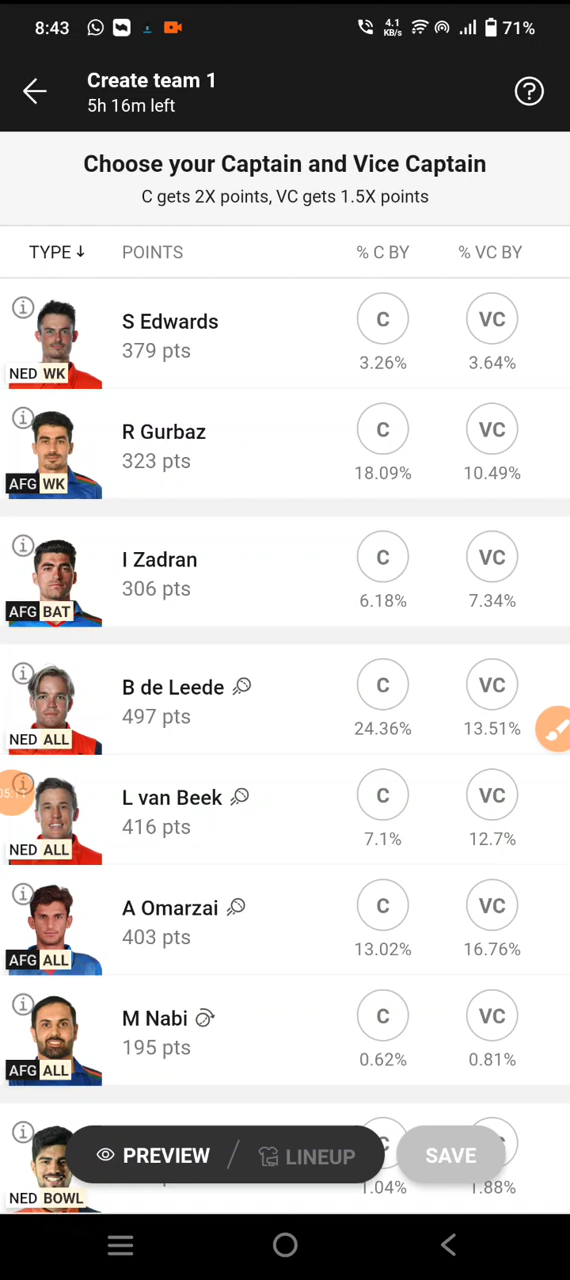 8:43
4.1
KB/s
71%
Create team 1
5h 16m left
?
Choose your Captain and Vice Captain
C gets 2X points, VC gets 1.5X points
TYPE↓ POINTS % C BY % VC BY
i
S Edwards C VC
379 pts 3.26% 3.64%
NED WK
i
R Gurbaz C VC
323 pts 18.09% 10.49%
AFG WK
i
I Zadran C VC
306 pts 6.18% 7.34%
AFG BAT
i
B de Leede C VC
497 pts 24.36% 13.51%
NED ALL
i
L van Beek C VC
416 pts 7.1% 12.7%
NED ALL
i
A Omarzai C VC
403 pts 13.02% 16.76%
AFG ALL
i
M Nabi C VC
195 pts 0.62% 0.81%
AFG ALL
i
PREVIEW / LINEUP SAVE
1.04% 1.88%
NED BOWL